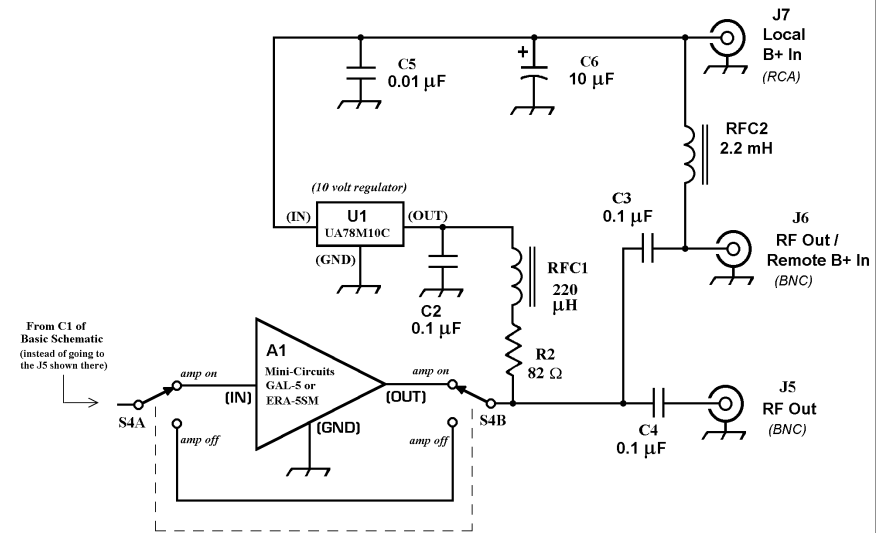 J7
Local
B+ In
(RCA)
+
C5
0.01 µF
C6
10 µF
RFC2
2.2 mH
(10 volt regulator)
(IN)
U1
UA78M10C
(OUT)
(GND)
C3
0.1 µF
J6
RF Out /
Remote B+ In
(BNC)
RFC1
220
µH
C2
0.1 µF
From C1 of
Basic Schematic
(instead of going to
the J5 shown there)
R2
82 Ω
A1
Mini-Circuits
GAL-5 or
ERA-5SM
amp on
(IN)
(OUT)
(GND)
amp on
S4A
S4B
amp off
amp off
J5
RF Out
(BNC)
C4
0.1 µF